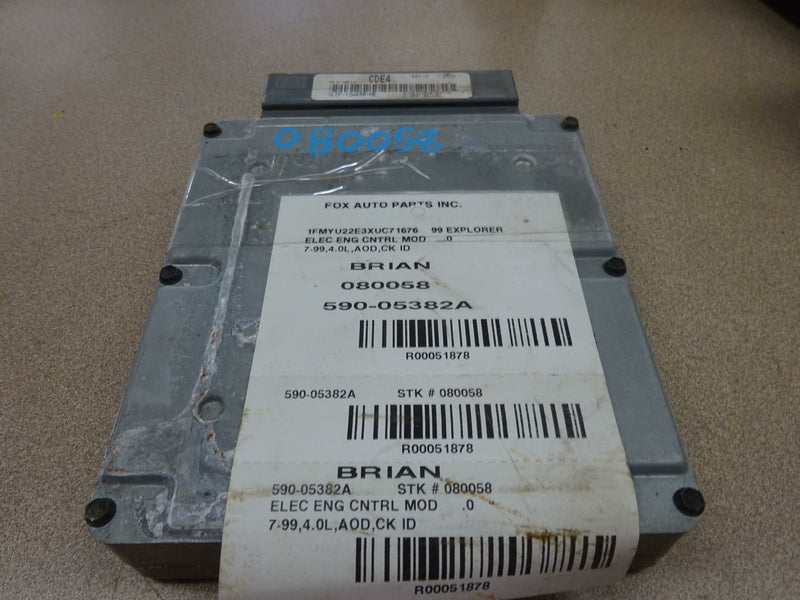 CDE4
080058
FOX AUTO PARTS INC.
1FMYU22E3XUC71676 99 EXPLORER
ELEC ENG CNTRL MOD .0
7-99,4.0L,AOD,CK ID
BRIAN
080058
590-05382A
R00051878
590-05382A STK # 080058
R00051878
BRIAN
590-05382A STK # 080058
ELEC ENG CNTRL MOD .0
7-99,4.0L,AOD,CK ID
R00051878